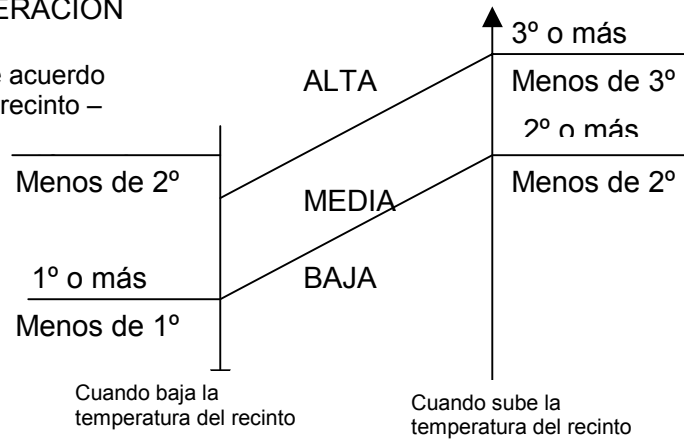 ERACIÓN
e acuerdo
recinto –
ALTA
3º o más
Menos de 3º
2º o más
Menos de 2º
MEDIA
Menos de 2º
1º o más
BAJA
Menos de 1º
Cuando baja la
temperatura del recinto
Cuando sube la
temperatura del recinto